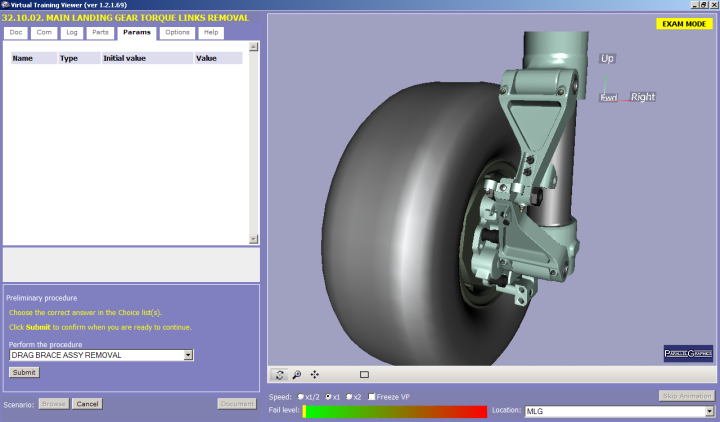 Virtual Training Viewer (ver 1.2.1.69)
32.10.02. MAIN LANDING GEAR TORQUE LINKS REMOVAL
EXAM MODE
Doc Com Log Parts Params Options Help
Name Type Initial value Value
Up
Fwd Right
Preliminary procedure
Choose the correct answer in the Choice list(s).
Click Submit to confirm when you are ready to continue.
Perform the procedure
DRAG BRACE ASSY REMOVAL
Submit
PARALLELGRAPHICS
Scenario: Browse Cancel Document
Speed: x1/2 x1 x2 Freeze VP
Skip Animation
Fail level:
Location: MLG